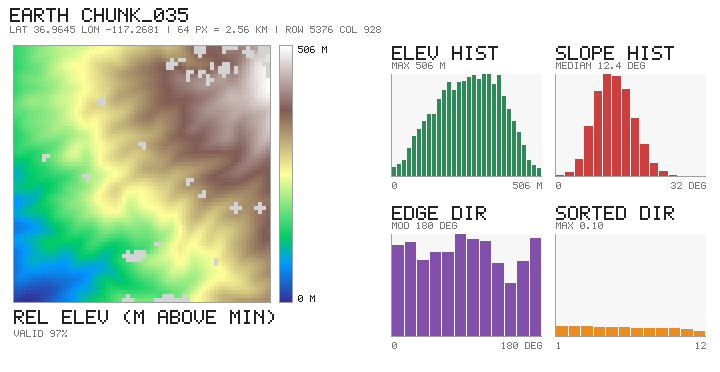 EARTH CHUNK_035
LAT 36.9645 LON -117.2681 | 64 PX = 2.56 KM | ROW 5376 COL 928
506 M
0 M
REL ELEV (M ABOVE MIN)
VALID 97%
ELEV HIST
MAX 506 M
0 506 M
SLOPE HIST
MEDIAN 12.4 DEG
0 32 DEG
EDGE DIR
MOD 180 DEG
0 180 DEG
SORTED DIR
MAX 0.10
1 12